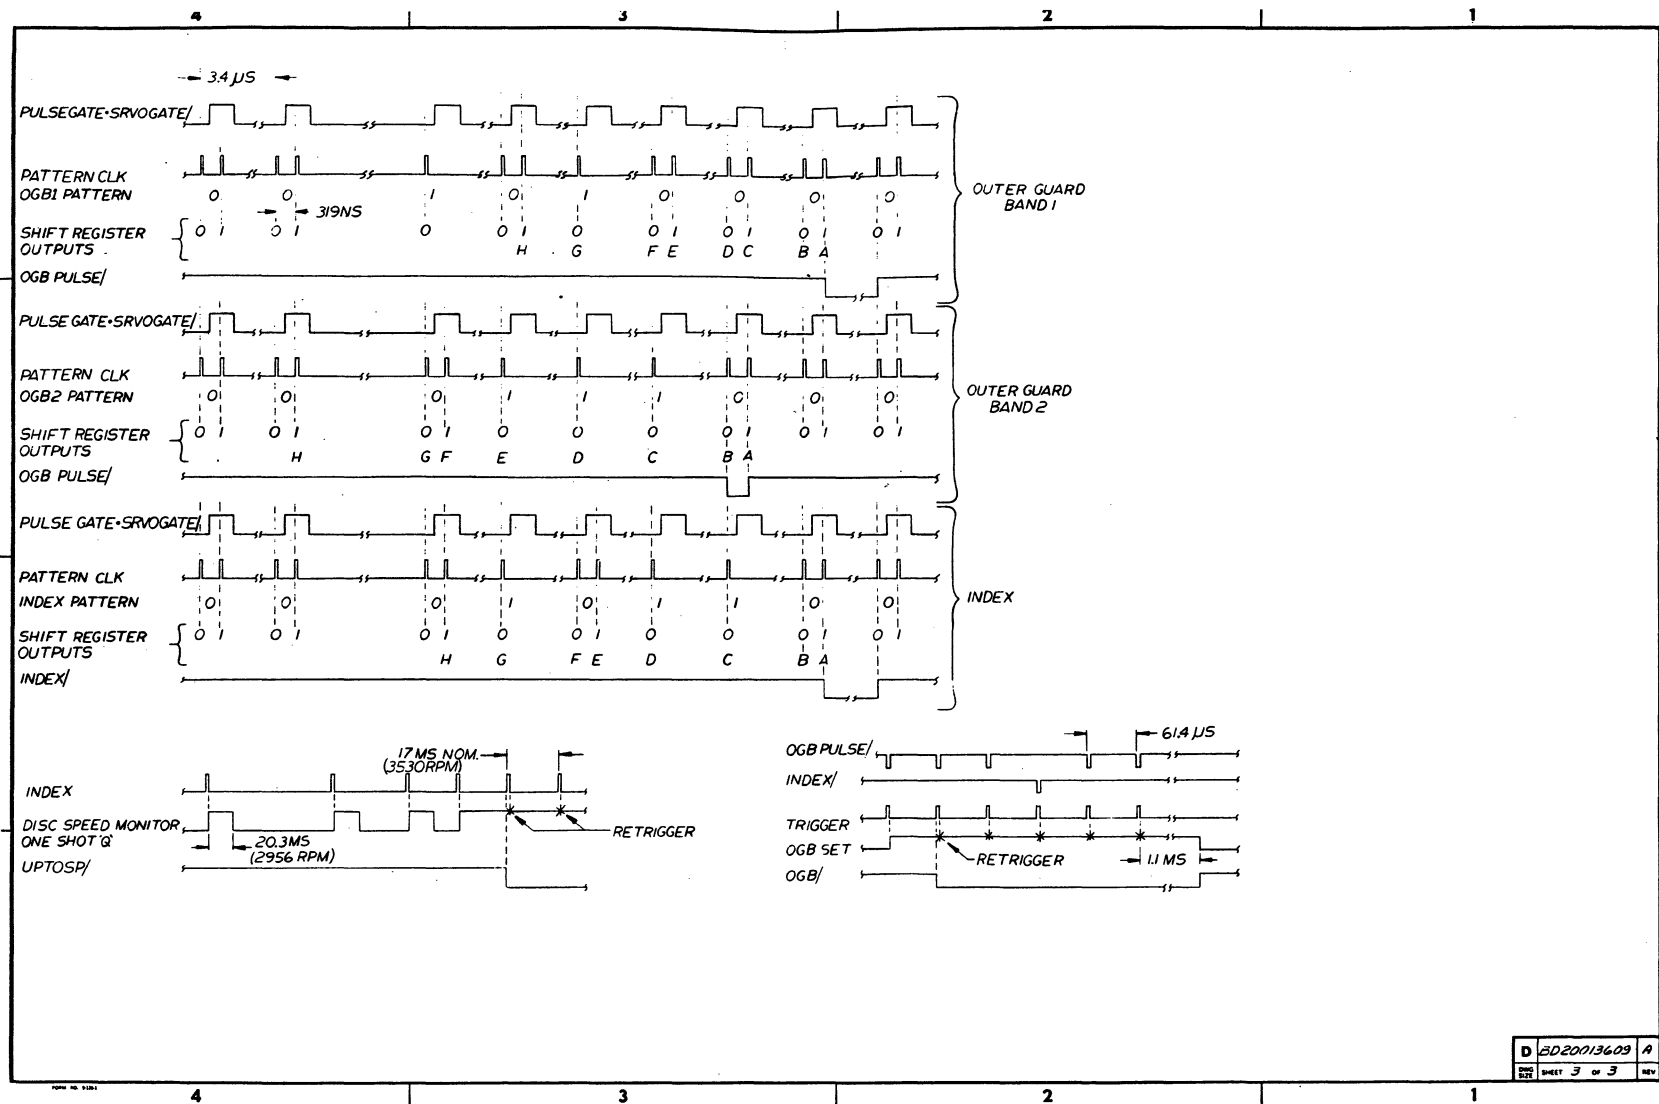 4 3 2 1
3.4 µS
PULSEGATE•SRVOGATE/
PATTERN CLK
OGB1 PATTERN 0 0 1 0 1 0 0 0 0
319NS
SHIFT REGISTER OUTPUTS 0 1 0 1 0 0 1 0 0 1 0 1 0 1 0 1
H G F E D C B A
OGB PULSE/
OUTER GUARD
BAND 1
PULSE GATE•SRVOGATE/
PATTERN CLK
OGB2 PATTERN 0 0 0 1 1 1 0 0 0
SHIFT REGISTER OUTPUTS 0 1 0 1 0 1 0 0 0 0 1 0 1 0 1
H G F E D C B A
OGB PULSE/
OUTER GUARD
BAND 2
PULSE GATE•SRVOGATE/
PATTERN CLK
INDEX PATTERN 0 0 0 1 0 1 1 0 0
SHIFT REGISTER OUTPUTS 0 1 0 1 0 1 0 0 1 0 0 0 1 0 1
H G F E D C B A
INDEX/
INDEX
17 MS NOM.
(3530RPM)
INDEX
DISC SPEED MONITOR
ONE SHOT 'Q'
20.3MS
(2956 RPM)
RETRIGGER
UPTOSP/
OGB PULSE/
61.4 µS
INDEX/
TRIGGER
OGB SET
RETRIGGER
1.1 MS
OGB/
D BD20013609 A
DWG SIZE SHEET 3 OF 3 REV
4 3 2 1